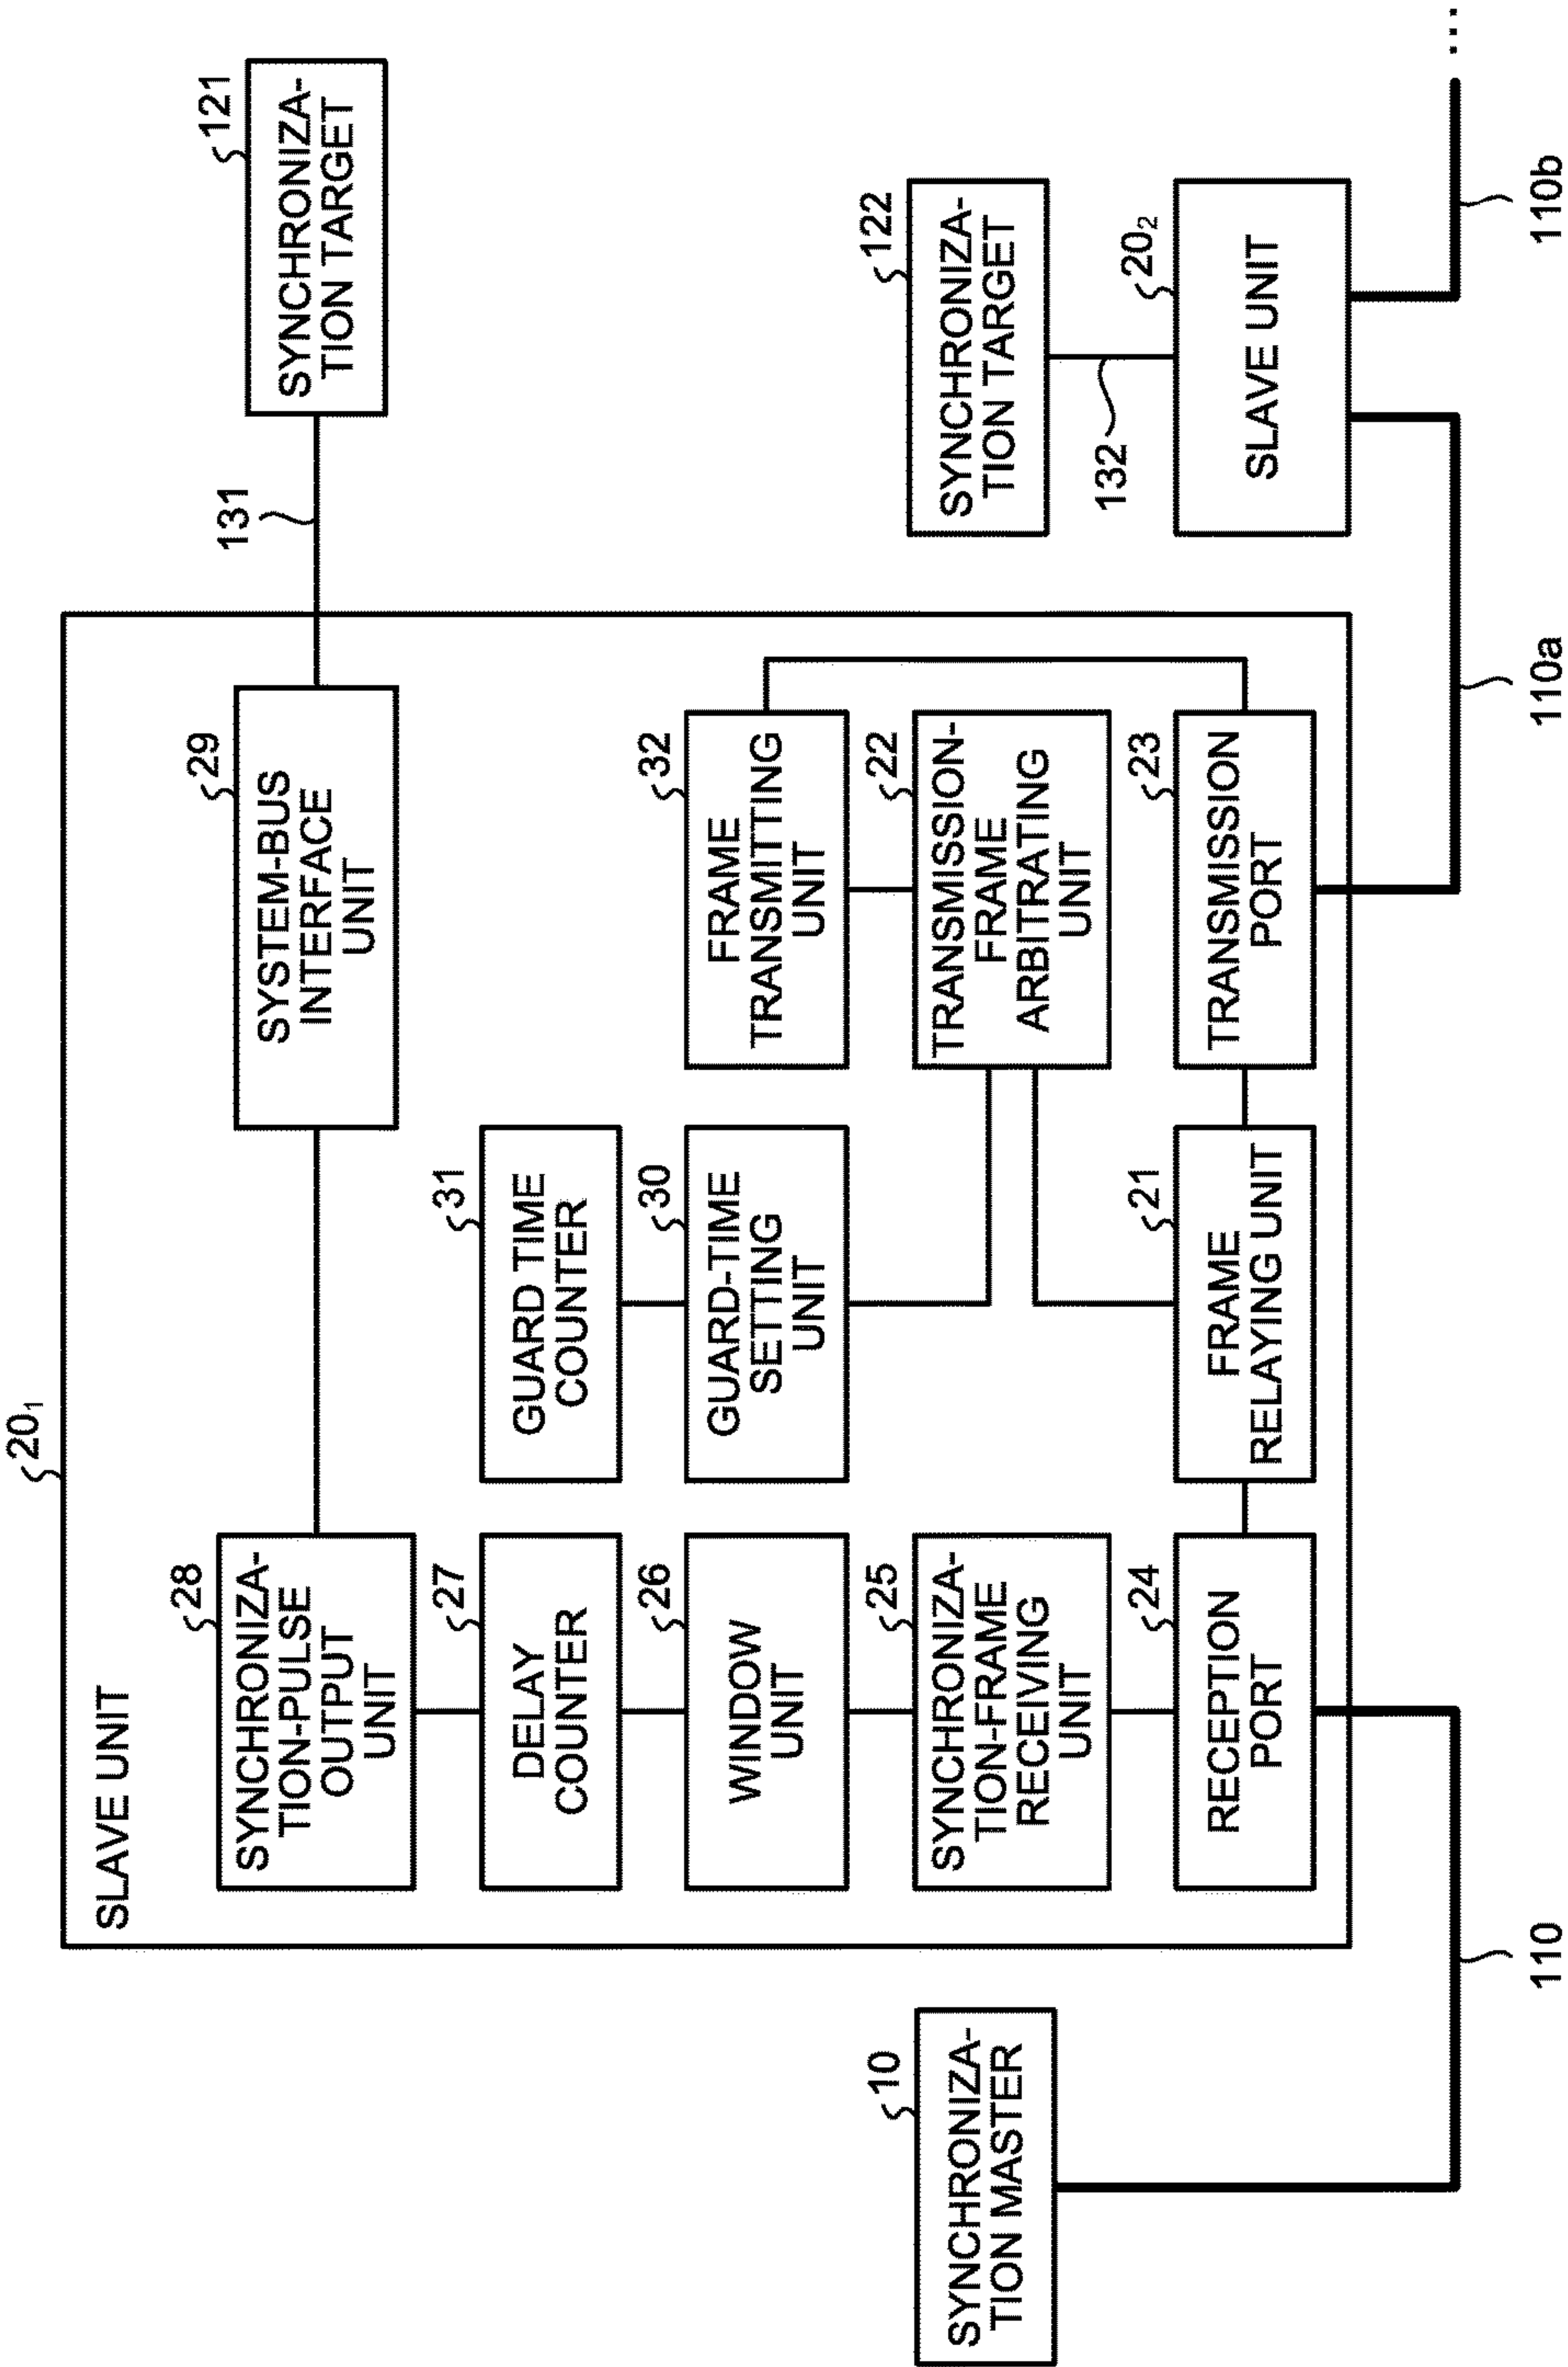 20₁
SLAVE UNIT
28
SYNCHRONIZA-
TION-PULSE
OUTPUT
UNIT
29
SYSTEM-BUS
INTERFACE
UNIT
131
121
SYNCHRONIZA-
TION TARGET
27
DELAY
COUNTER
31
GUARD TIME
COUNTER
26
WINDOW
UNIT
30
GUARD-TIME
SETTING
UNIT
32
FRAME
TRANSMITTING
UNIT
10
SYNCHRONIZA-
TION MASTER
25
SYNCHRONIZA-
TION-FRAME
RECEIVING
UNIT
22
TRANSMISSION-
FRAME
ARBITRATING
UNIT
122
SYNCHRONIZA-
TION TARGET
132
24
RECEPTION
PORT
21
FRAME
RELAYING UNIT
23
TRANSMISSION
PORT
20₂
SLAVE UNIT
...
110
110a
110b